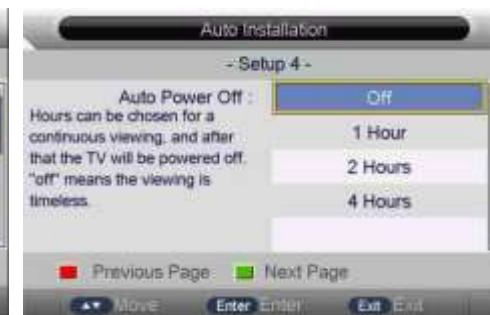 Auto Installation
- Setup 4 -
Auto Power Off :
Off
Hours can be chosen for a
continuous viewing, and after
that the TV will be powered off.
"off" means the viewing is
timeless.
1 Hour
2 Hours
4 Hours
Previous Page Next Page
Move Enter Enter Exit Exit